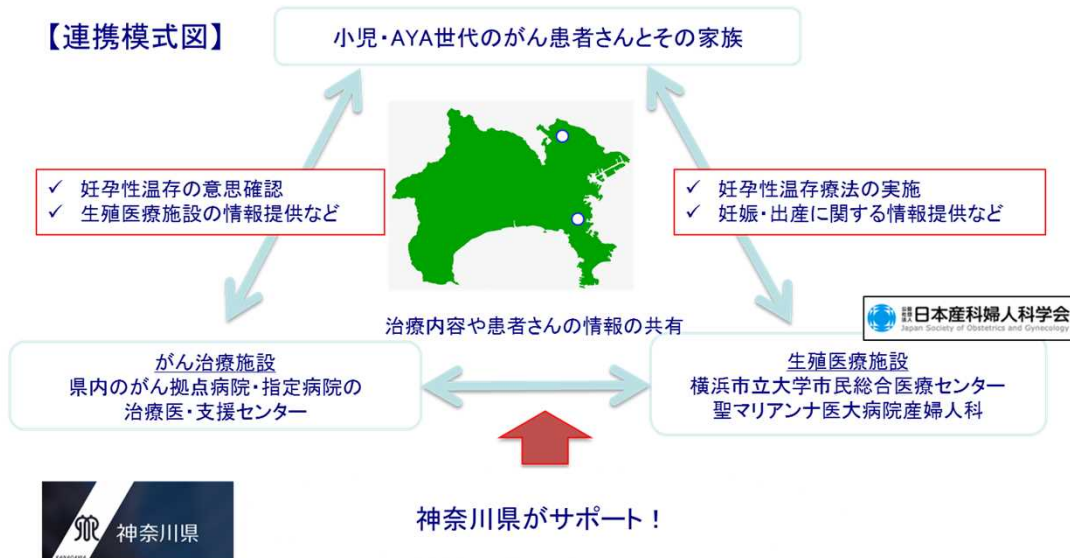 【連携模式図】
小児・AYA世代のがん患者さんとその家族
✓ 妊孕性温存の意思確認
✓ 生殖医療施設の情報提供など
✓ 妊孕性温存療法の実施
✓ 妊娠・出産に関する情報提供など
日本産科婦人科学会
Japan Society of Obstetrics and Gynecology
治療内容や患者さんの情報の共有
がん治療施設
県内のがん拠点病院・指定病院の
治療医・支援センター
生殖医療施設
横浜市立大学市民総合医療センター
聖マリアンナ医大病院産婦人科
神奈川県
神奈川県がサポート！